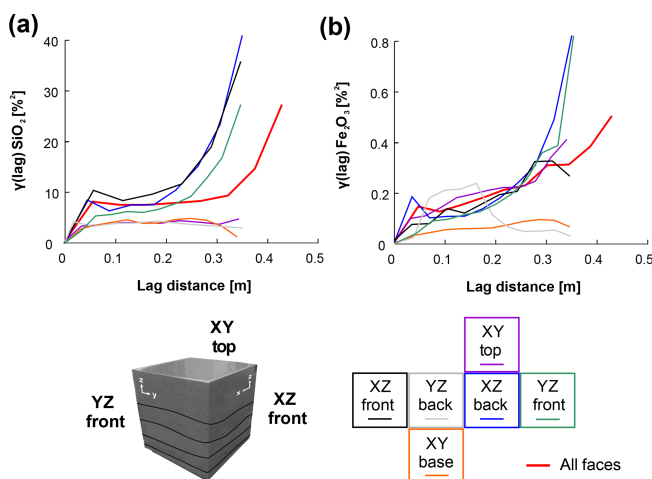 (a)
γ(lag) SiO₂ [%²]
40
30
20
10
0
0
0.1
0.2
0.3
0.4
0.5
Lag distance [m]
(b)
γ(lag) Fe₂O₃ [%²]
0.8
0.6
0.4
0.2
0.0
0
0.1
0.2
0.3
0.4
0.5
Lag distance [m]
XY
top
YZ
front
XZ
front
z
y
z
x
XY
top
XZ
front
YZ
back
XZ
back
YZ
front
XY
base
All faces